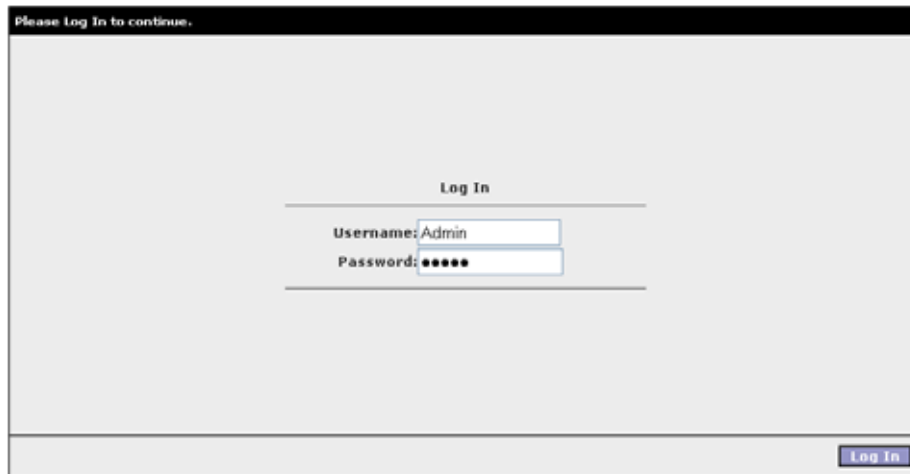 Please Log In to continue.
Log In
Username: Admin
Password: •••••
Log In